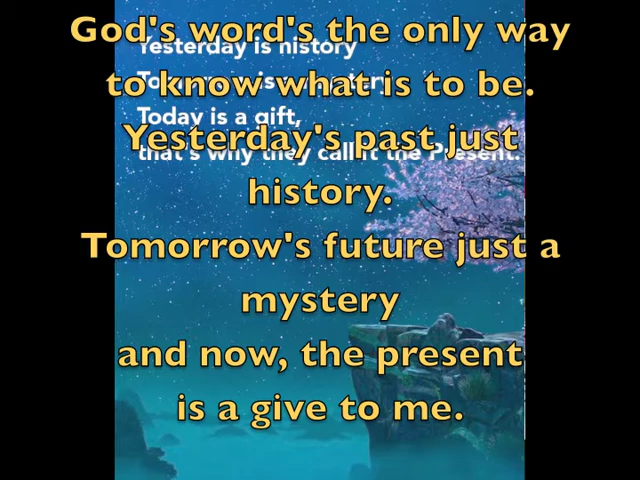 God's word's the only way
Yesterday is history
to know what is to be.
Today is a gift,
Yesterday's past just
that's why they call it the Present.
history.
Tomorrow's future just a
mystery
and now, the present
is a give to me.